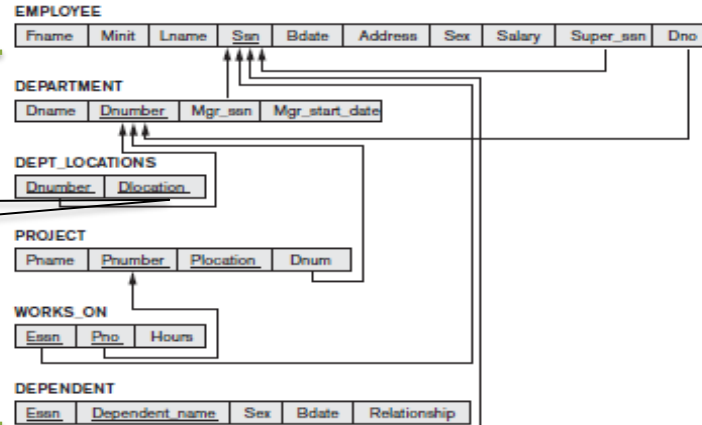 EMPLOYEE
Fname Minit Lname Ssn Bdate Address Sex Salary Super_ssn Dno
DEPARTMENT
Dname Dnumber Mgr_ssn Mgr_start_date
DEPT_LOCATIONS
Dnumber Dlocation
PROJECT
Pname Pnumber Plocation Dnum
WORKS_ON
Essn Pno Hours
DEPENDENT
Essn Dependent_name Sex Bdate Relationship